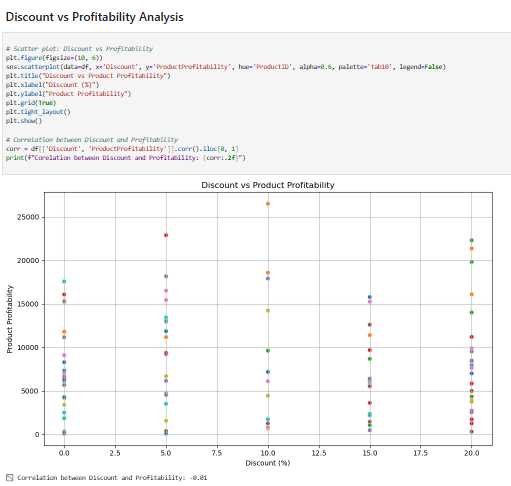 Discount vs Profitability Analysis
# Scatter plot: Discount vs Profitability
plt.figure(figsize=(10, 6))
sns.scatterplot(data=df, x='Discount', y='ProductProfitability', hue='ProductID', alpha=0.6, palette='tab10', legend=False)
plt.title("Discount vs Product Profitability")
plt.xlabel("Discount (%)")
plt.ylabel("Product Profitability")
plt.grid(True)
plt.tight_layout()
plt.show()
# Correlation between Discount and Profitability
corr = df[['Discount', 'ProductProfitability']].corr().iloc[0, 1]
print(f"Corelation between Discount and Profitability: {corr:.2f}")
Discount vs Product Profitability
25000
20000
15000
10000
5000
0
Product Profitability
0.0 2.5 5.0 7.5 10.0 12.5 15.0 17.5 20.0
Discount (%)
Correlation between Discount and Profitability: -0.01